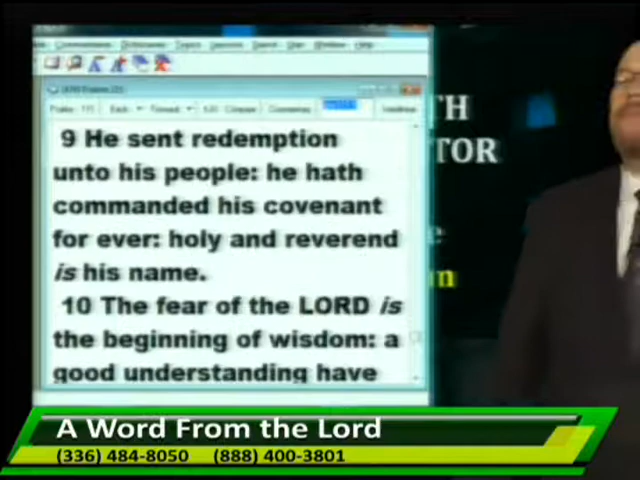 9 He sent redemption
unto his people: he hath
commanded his covenant
for ever: holy and reverend
is his name.
10 The fear of the LORD is
the beginning of wisdom: a
good understanding have
TH
TOR
A Word From the Lord
(336) 484-8050 (888) 400-3801